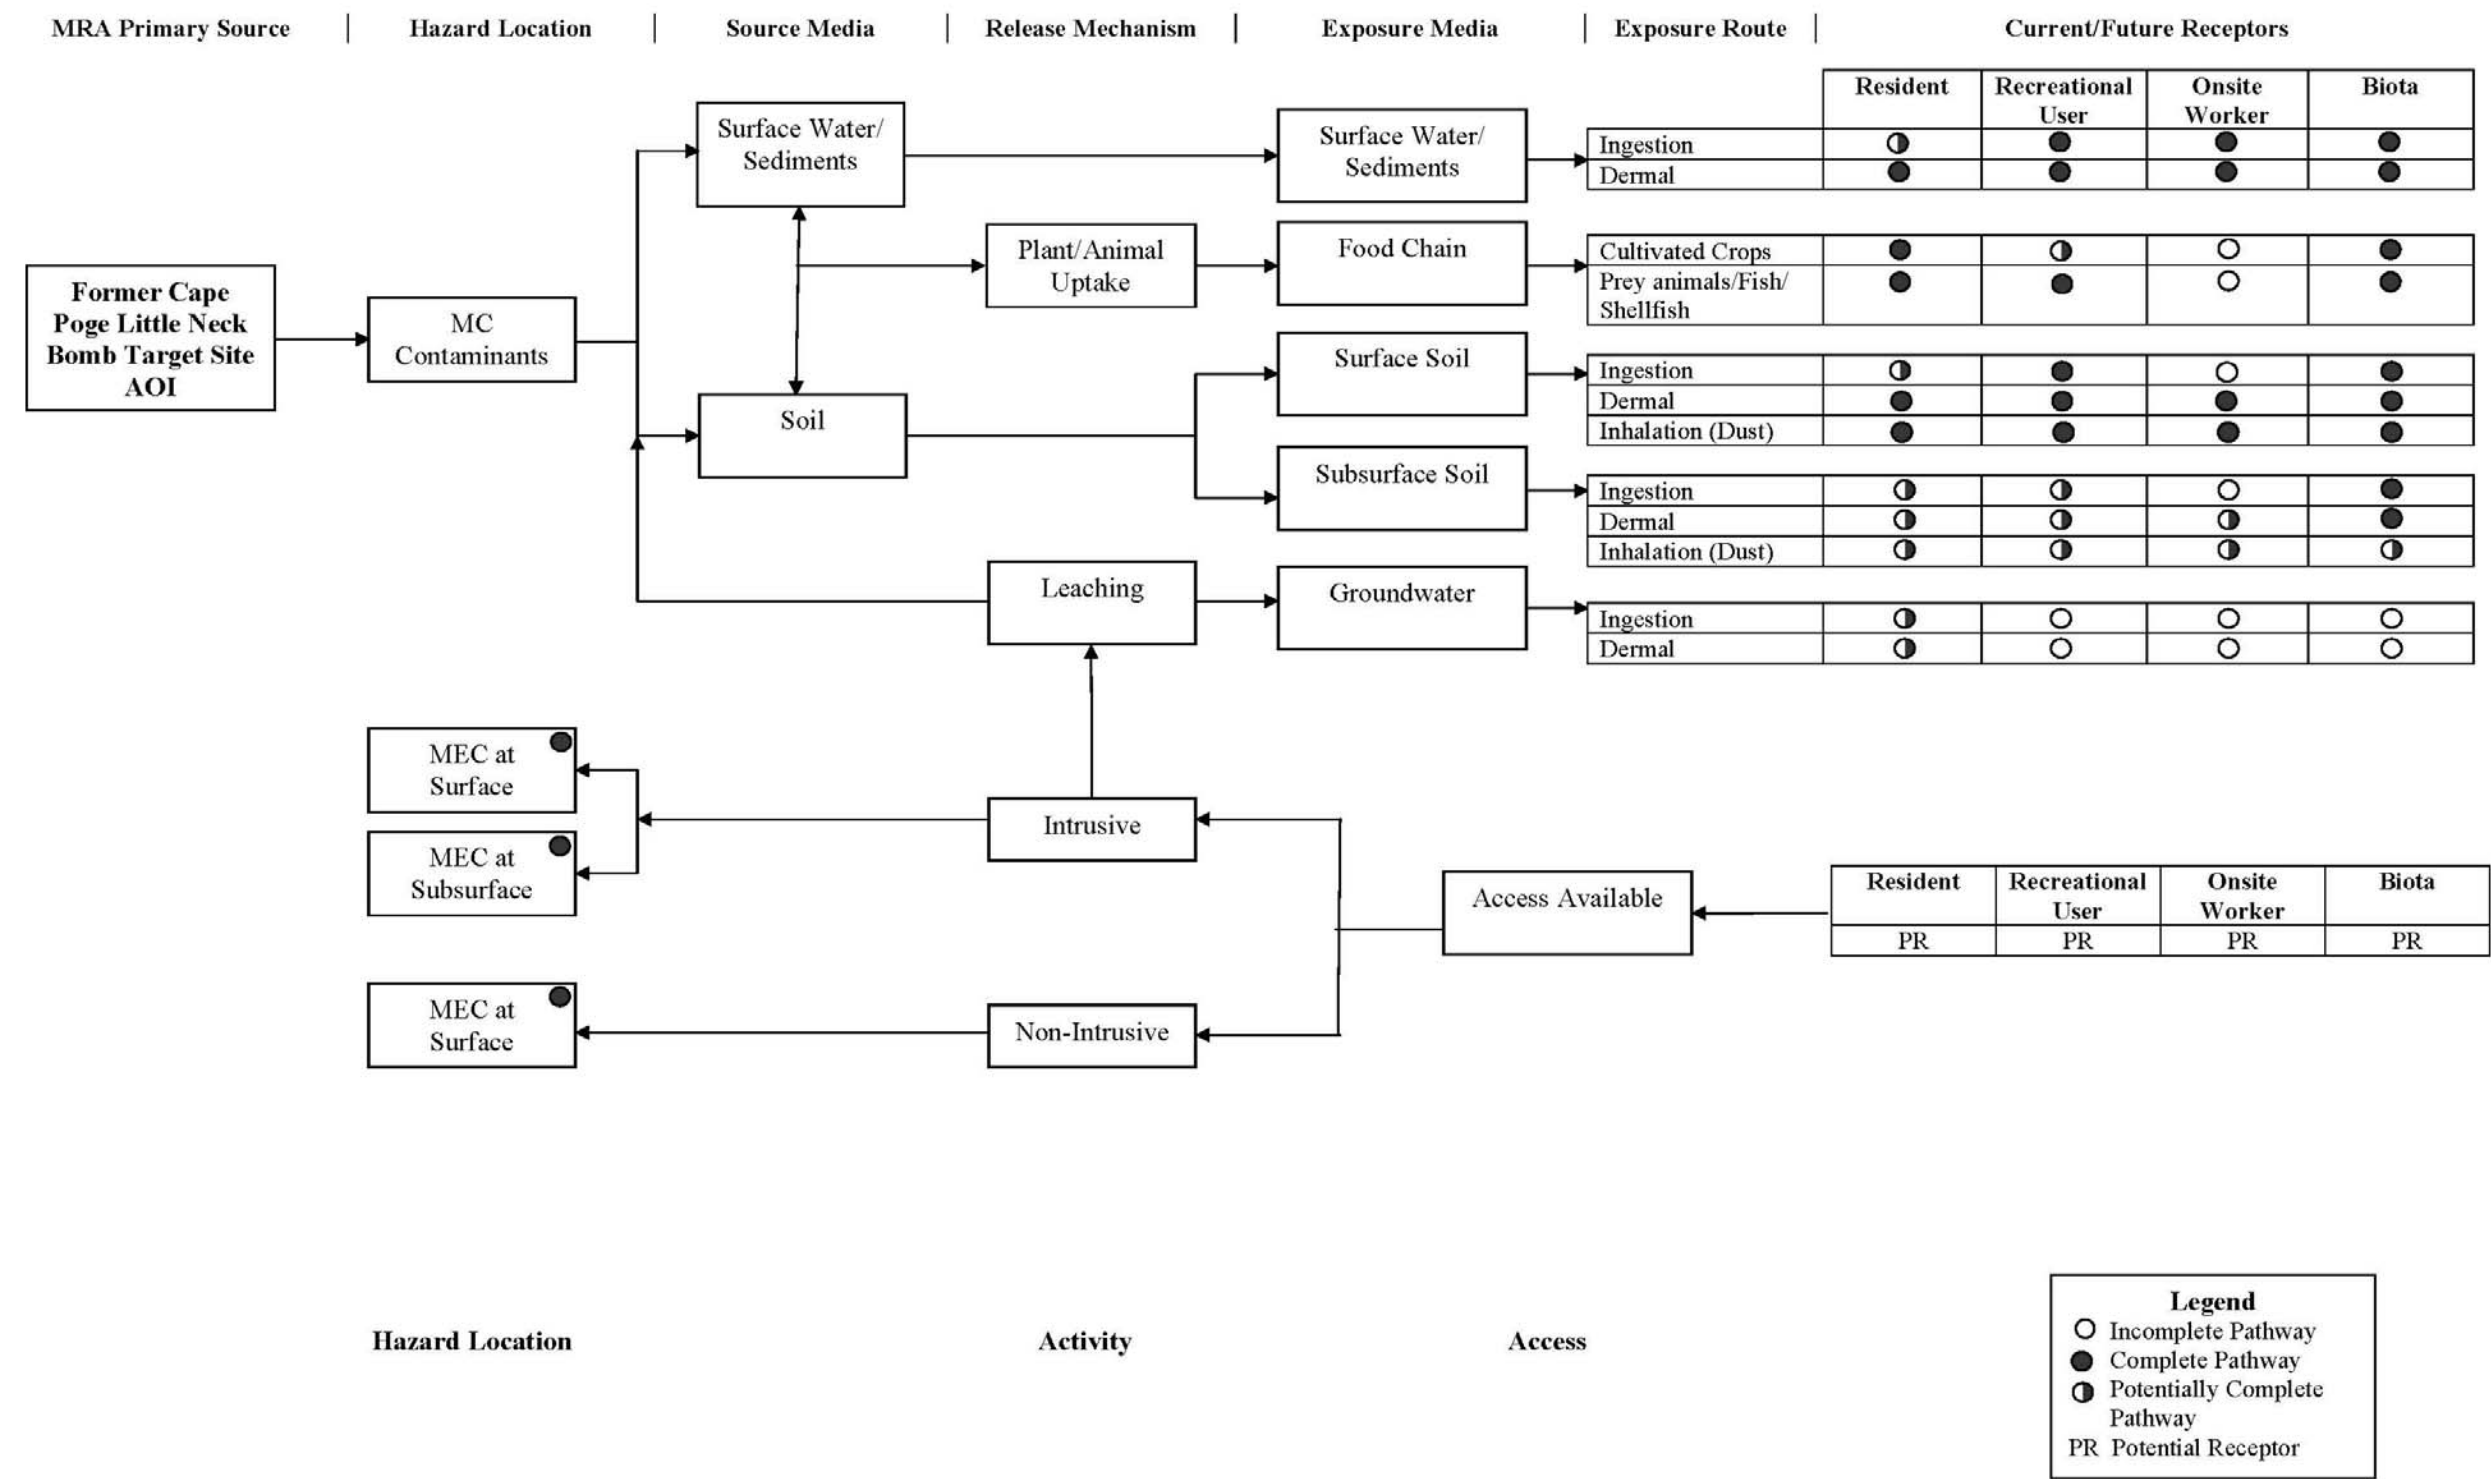 MRA Primary Source | Hazard Location | Source Media | Release Mechanism | Exposure Media | Exposure Route | Current/Future Receptors
Resident Recreational User Onsite Worker Biota
Former Cape
Poge Little Neck
Bomb Target Site
AOI
MC
Contaminants
Surface Water/
Sediments
Soil
Plant/Animal
Uptake
Leaching
Surface Water/
Sediments
Food Chain
Surface Soil
Subsurface Soil
Groundwater
Ingestion
Dermal
Cultivated Crops
Prey animals/Fish/
Shellfish
Ingestion
Dermal
Inhalation (Dust)
Ingestion
Dermal
Inhalation (Dust)
Ingestion
Dermal
MEC at
Surface
MEC at
Subsurface
MEC at
Surface
Intrusive
Non-Intrusive
Access Available
Resident Recreational User Onsite Worker Biota
PR PR PR PR
Hazard Location Activity Access
Legend
Incomplete Pathway
Complete Pathway
Potentially Complete
Pathway
PR Potential Receptor